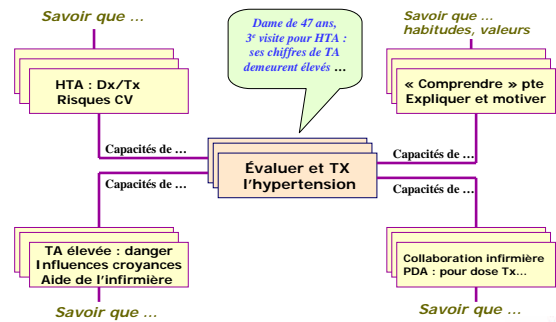 Savoir que …
Dame de 47 ans,
3e visite pour HTA :
ses chiffres de TA
demeurent élevés …
Savoir que …
habitudes, valeurs
HTA : Dx/Tx
Risques CV
« Comprendre » pte
Expliquer et motiver
Capacités de …
Capacités de …
Évaluer et TX
l'hypertension
Capacités de …
Capacités de …
TA élevée : danger
Influences croyances
Aide de l'infirmière
Collaboration infirmière
PDA : pour dose Tx…
Savoir que …
Savoir que …